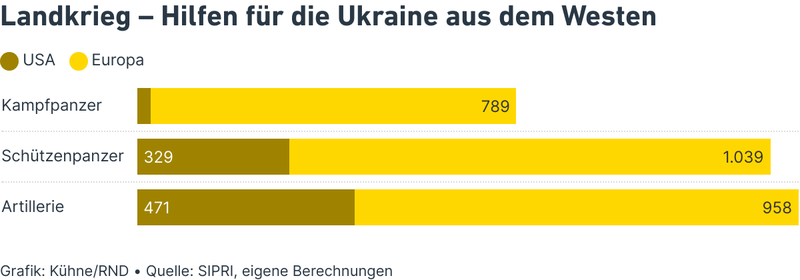 Landkrieg – Hilfen für die Ukraine aus dem Westen
USA Europa
Kampfpanzer 789
Schützenpanzer 329 1.039
Artillerie 471 958
Grafik: Kühne/RND • Quelle: SIPRI, eigene Berechnungen